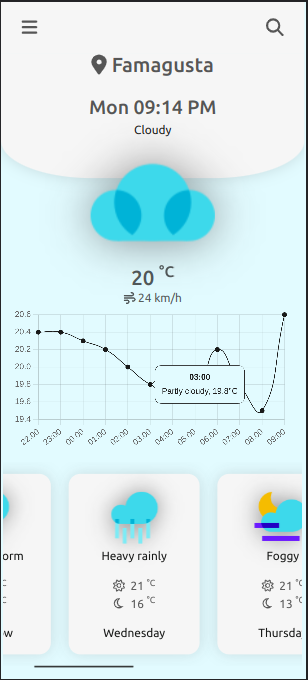 Famagusta
Mon 09:14 PM
Cloudy
20 °C
24 km/h
20.6
20.4
20.2
20.0
19.8
19.6
19.4
03:00
Partly cloudy, 19.8°C
22:00 23:00 00:00 01:00 02:00 03:00 04:00 05:00 06:00 07:00 08:00 09:00
orm
°C
°C
ow
Heavy rainly
21 °C
16 °C
Wednesday
Foggy
21 °C
13 °C
Thursda